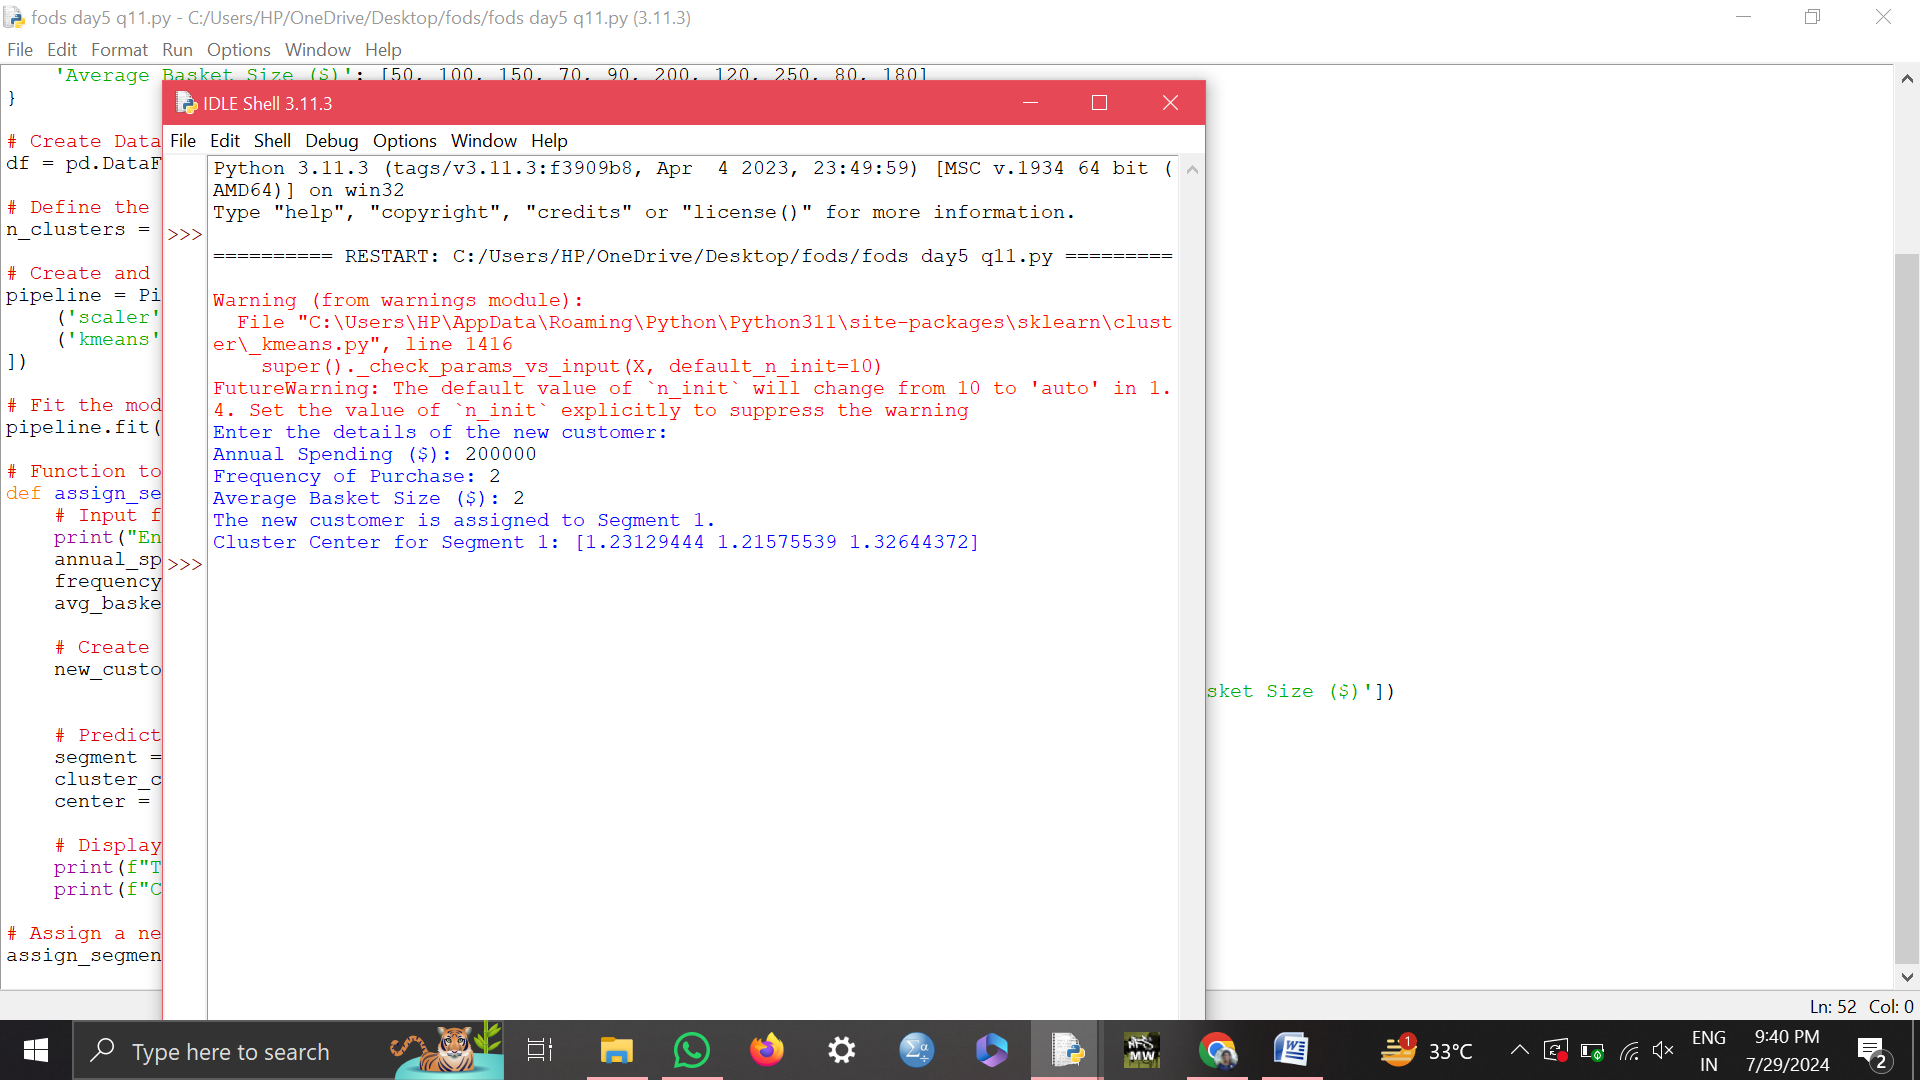 fods day5 q11.py - C:/Users/HP/OneDrive/Desktop/fods/fods day5 q11.py (3.11.3)
File Edit Format Run Options Window Help
'Average Basket Size ($)': [50, 100, 150, 70, 90, 200, 120, 250, 80, 180]
}
# Create Data
df = pd.DataF
# Define the
n_clusters =
# Create and
pipeline = Pi
('scaler'
('kmeans'
])
# Fit the mod
pipeline.fit(
# Function to
def assign_se
# Input f
print("En
annual_sp
frequency
avg_baske
# Create
new_custo
sket Size ($)'])
# Predict
segment =
cluster_c
center =
# Display
print(f"T
print(f"C
# Assign a ne
assign_segmen
IDLE Shell 3.11.3
File Edit Shell Debug Options Window Help
Python 3.11.3 (tags/v3.11.3:f3909b8, Apr  4 2023, 23:49:59) [MSC v.1934 64 bit (
AMD64)] on win32
Type "help", "copyright", "credits" or "license()" for more information.
>>>
========== RESTART: C:/Users/HP/OneDrive/Desktop/fods/fods day5 q11.py =========
Warning (from warnings module):
File "C:\Users\HP\AppData\Roaming\Python\Python311\site-packages\sklearn\clust
er\_kmeans.py", line 1416
super()._check_params_vs_input(X, default_n_init=10)
FutureWarning: The default value of `n_init` will change from 10 to 'auto' in 1.
4. Set the value of `n_init` explicitly to suppress the warning
Enter the details of the new customer:
Annual Spending ($): 200000
Frequency of Purchase: 2
Average Basket Size ($): 2
The new customer is assigned to Segment 1.
Cluster Center for Segment 1: [1.23129444 1.21575539 1.32644372]
>>>
Ln: 52 Col: 0
Type here to search
MW
1
33°C
ENG
IN
9:40 PM
7/29/2024
2